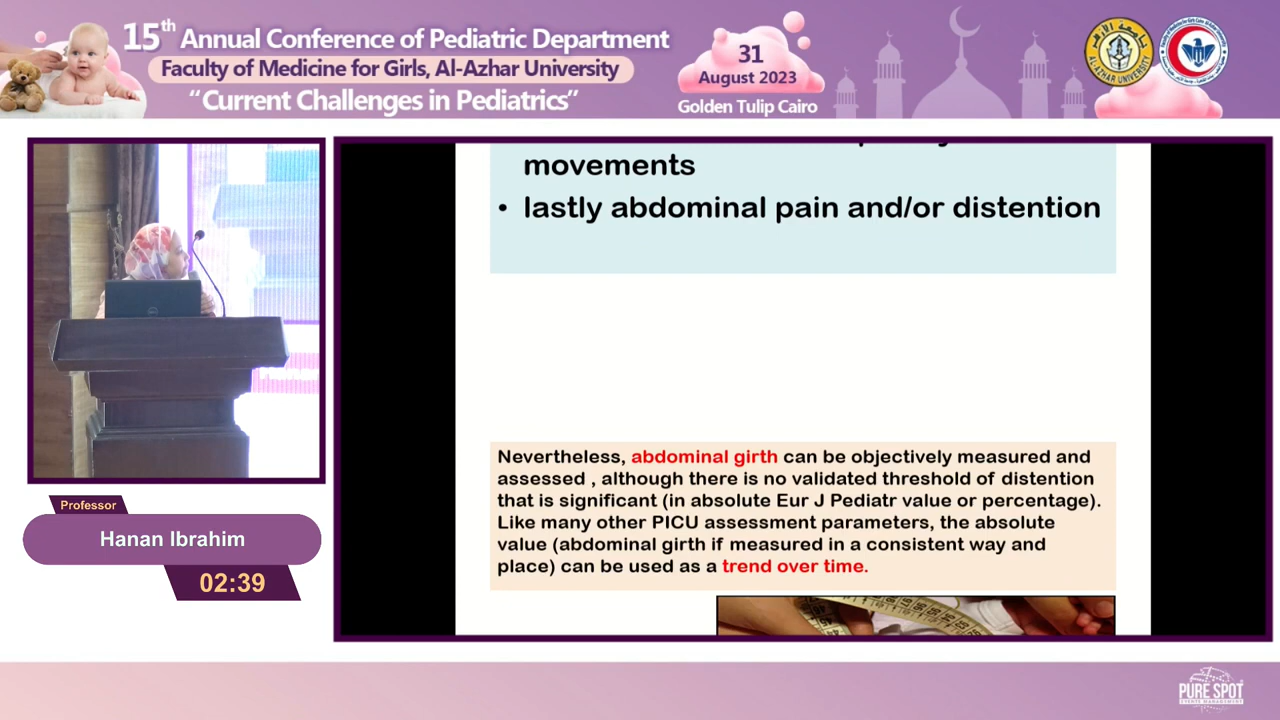 15th Annual Conference of Pediatric Department
Faculty of Medicine for Girls, Al-Azhar University
“Current Challenges in Pediatrics”
31
August 2023
Golden Tulip Cairo
AL-AZHAR UNIVERSITY
movements
• lastly abdominal pain and/or distention
Nevertheless, abdominal girth can be objectively measured and
assessed , although there is no validated threshold of distention
that is significant (in absolute Eur J Pediatr value or percentage).
Like many other PICU assessment parameters, the absolute
value (abdominal girth if measured in a consistent way and
place) can be used as a trend over time.
Professor
Hanan Ibrahim
02:39
PURE SPOT